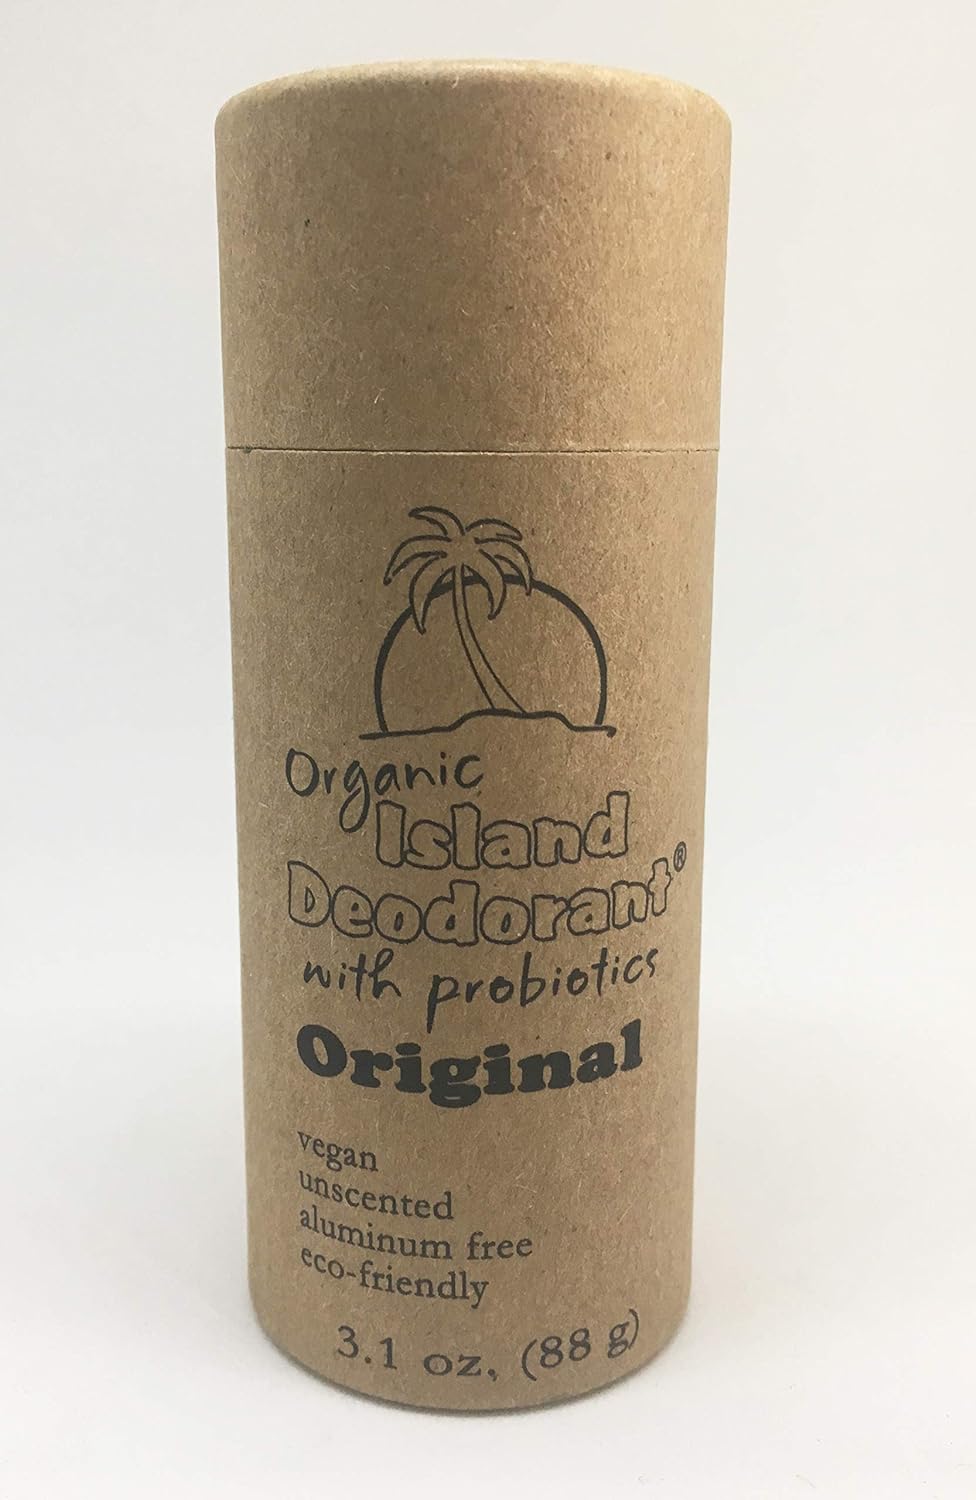 Organic
Island
Deodorant®
with probiotics
Original
vegan
unscented
aluminum free
eco-friendly
3.1 oz, (88 g)